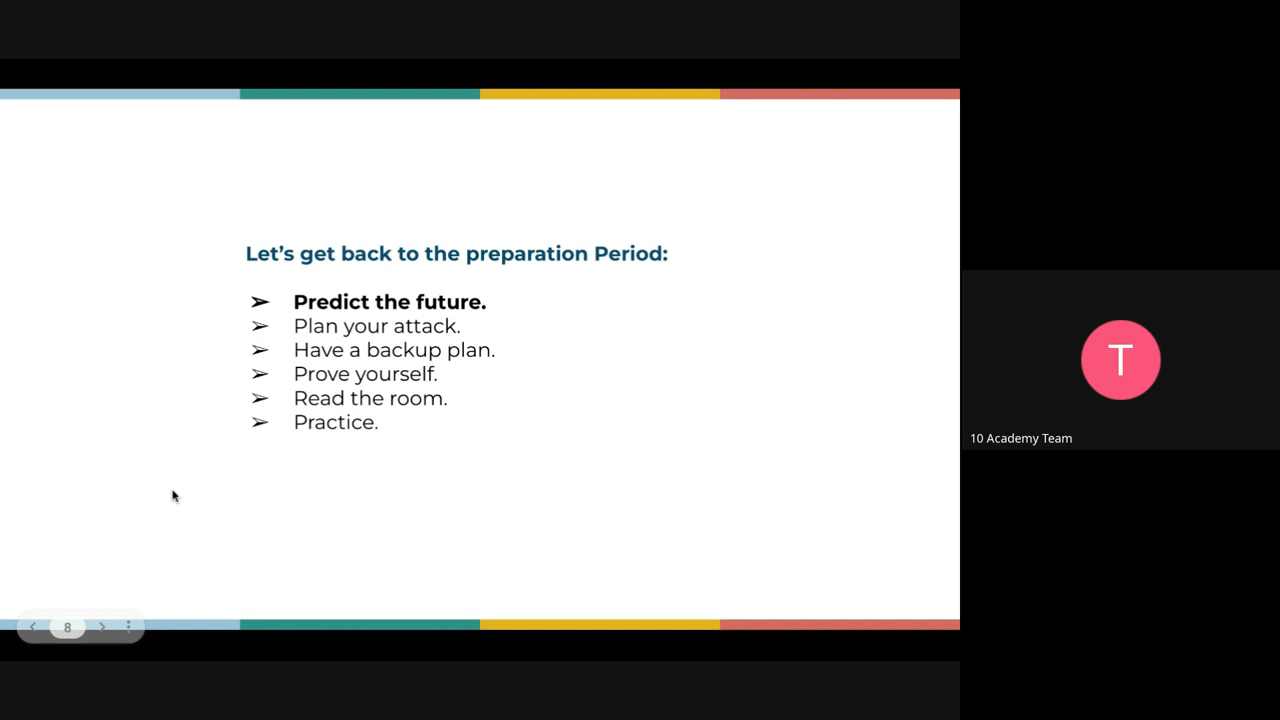 Let's get back to the preparation Period:
➢ Predict the future.
➢ Plan your attack.
➢ Have a backup plan.
➢ Prove yourself.
➢ Read the room.
➢ Practice.
8
T
10 Academy Team